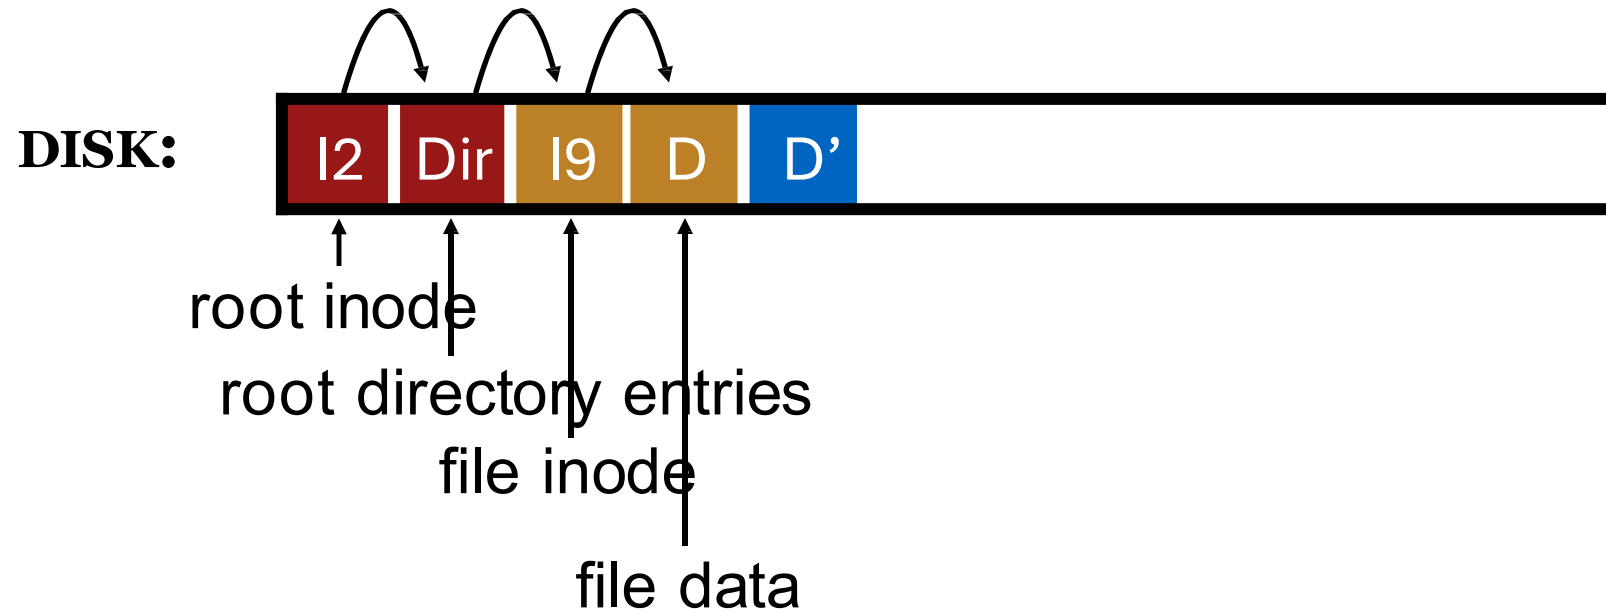 DISK: I2 Dir I9 D D’
root inode
root directory entries
file inode
file data